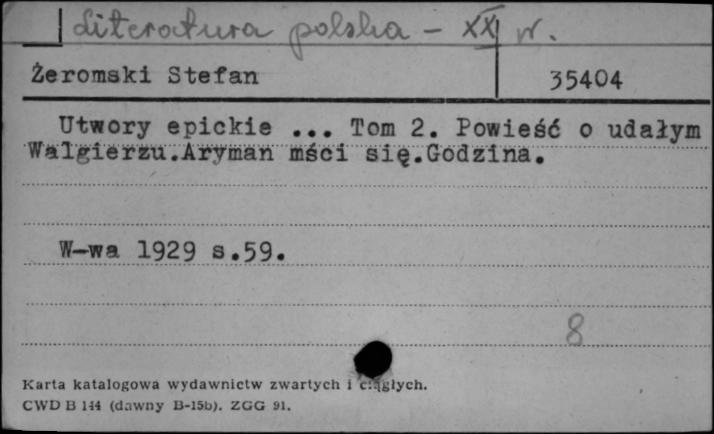 Literatura polska - XX w.
Żeromski Stefan 35404
Utwory epickie ... Tom 2. Powieść o udałym
Walgierzu.Aryman mści się.Godzina.
W-wa 1929 s.59.
8
Karta katalogowa wydawnictw zwartych i ciągłych.
CWD B 144 (dawny B-15b). ZGG 91.